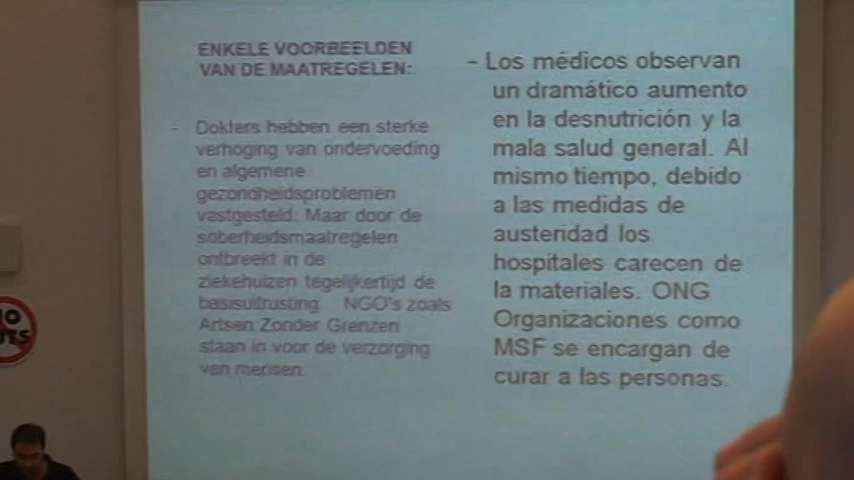 ENKELE VOORBEELDEN
VAN DE MAATREGELEN:
- Dokters hebben een sterke
verhoging van ondervoeding
en algemene
gezondheidsproblemen
vastgesteld. Maar door de
soberheidsmaatregelen
ontbreekt in de
ziekehuizen tegelijkertijd de
basisuitrusting. NGO's zoals
Artsen Zonder Grenzen
staan in voor de verzorging
van mensen.
- Los médicos observan
un dramático aumento
en la desnutrición y la
mala salud general. Al
mismo tiempo, debido
a las medidas de
austeridad los
hospitales carecen de
la materiales. ONG
Organizaciones como
MSF se encargan de
curar a las personas.